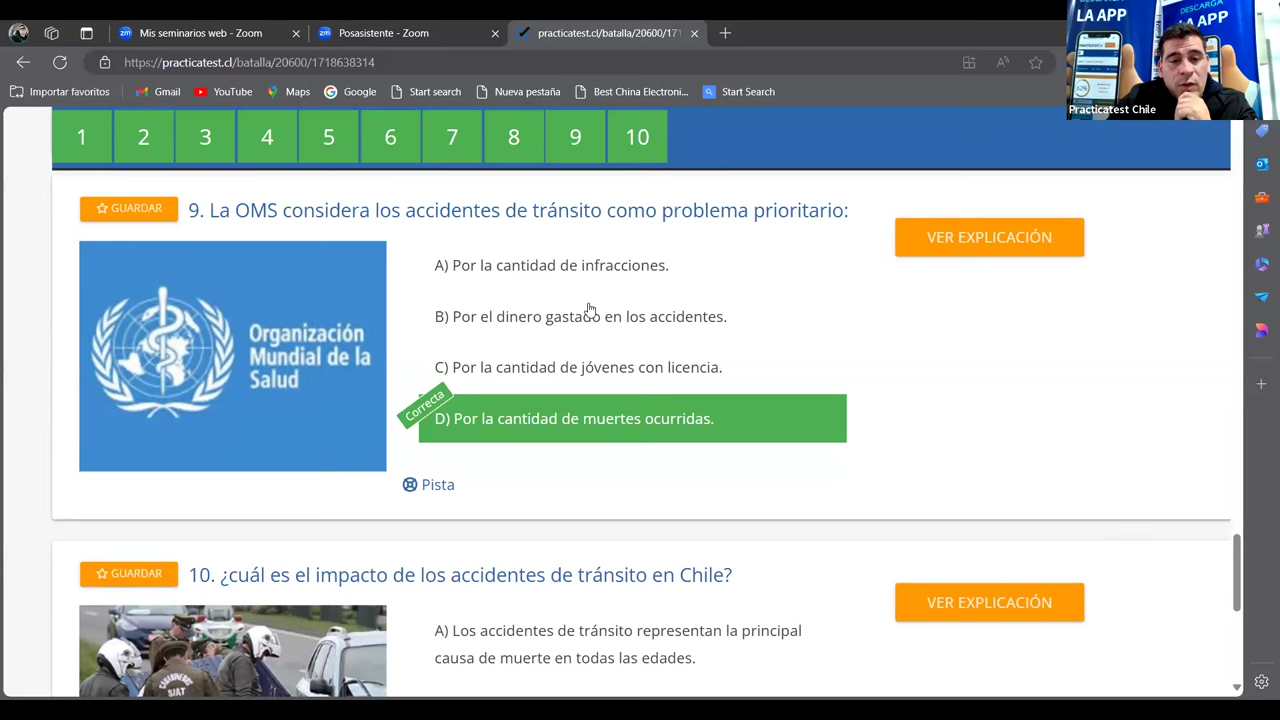 DESCARGA
LA APP
DESCARGA
LA APP
Practicatest Chile
Mis seminarios web - Zoom
Posasistente - Zoom
practicatest.cl/batalla/20600/171
https://practicatest.cl/batalla/20600/1718638314
Importar favoritos
Gmail
YouTube
Maps
Google
Start search
Nueva pestaña
Best China Electroni...
Start Search
1 2 3 4 5 6 7 8 9 10
GUARDAR
9. La OMS considera los accidentes de tránsito como problema prioritario:
VER EXPLICACIÓN
Organización
Mundial de la
Salud
A) Por la cantidad de infracciones.
B) Por el dinero gastado en los accidentes.
C) Por la cantidad de jóvenes con licencia.
Correcta
D) Por la cantidad de muertes ocurridas.
Pista
GUARDAR
10. ¿cuál es el impacto de los accidentes de tránsito en Chile?
VER EXPLICACIÓN
A) Los accidentes de tránsito representan la principal
causa de muerte en todas las edades.
CARABINEROS
SIAT